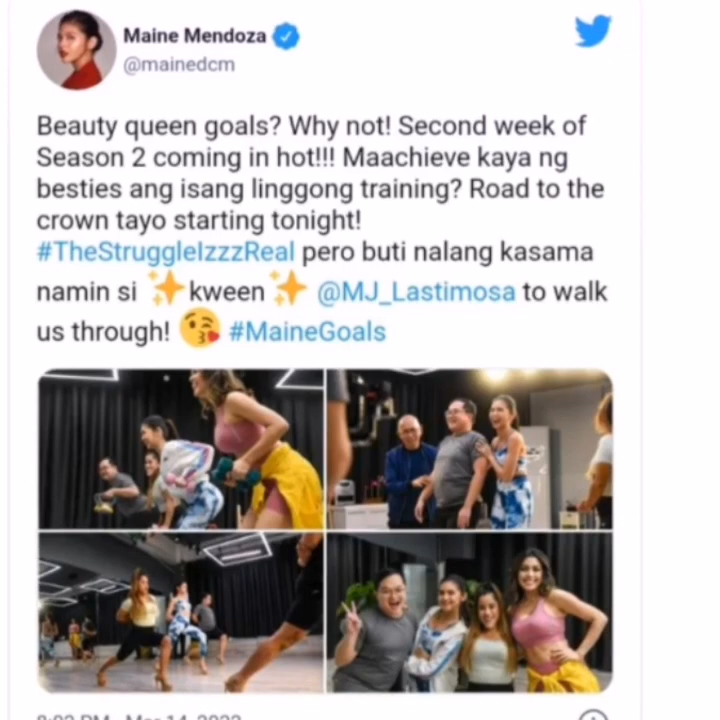 Maine Mendoza
@mainedcm
Beauty queen goals? Why not! Second week of
Season 2 coming in hot!!! Maachieve kaya ng
besties ang isang linggong training? Road to the
crown tayo starting tonight!
#TheStruggleIzzzReal pero buti nalang kasama
namin si ✨kween✨ @MJ_Lastimosa to walk
us through! 😘 #MaineGoals